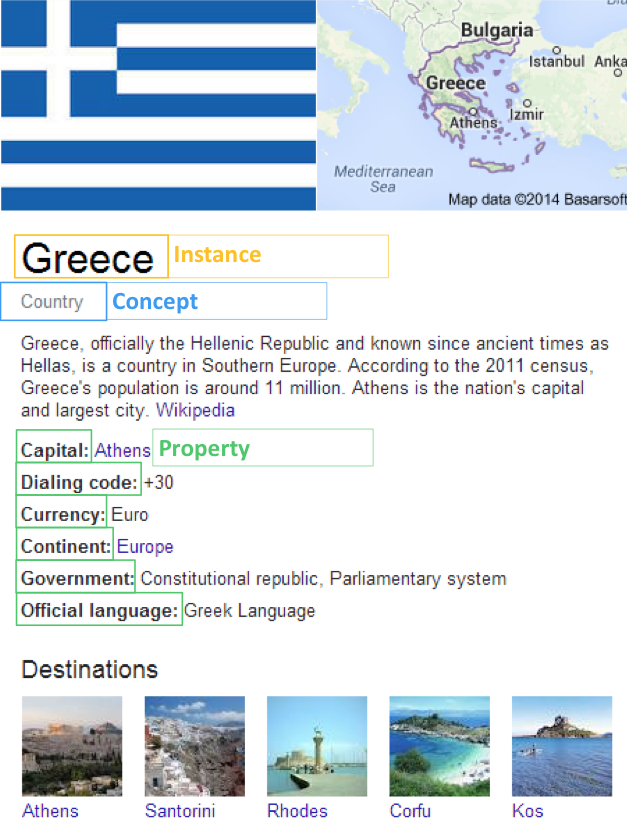 Bulgaria
Istanbul Anka
Greece
Athens
Izmir
Mediterranean
Sea
Map data ©2014 Basarsoft
Greece Instance
Country Concept
Greece, officially the Hellenic Republic and known since ancient times as
Hellas, is a country in Southern Europe. According to the 2011 census,
Greece's population is around 11 million. Athens is the nation's capital
and largest city. Wikipedia
Capital: Athens Property
Dialing code: +30
Currency: Euro
Continent: Europe
Government: Constitutional republic, Parliamentary system
Official language: Greek Language
Destinations
Athens Santorini Rhodes Corfu Kos